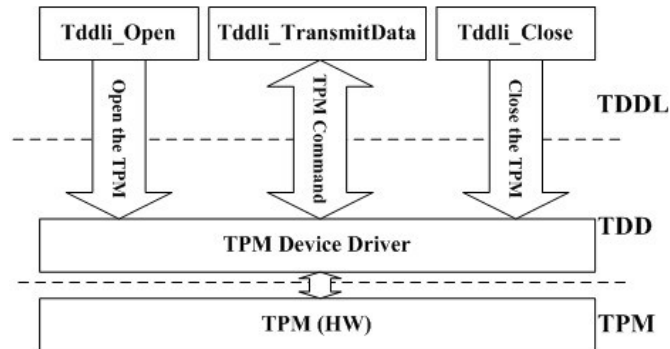 Tddli_Open Tddli_TransmitData Tddli_Close
Open the TPM
TPM Command
Close the TPM
TDDL
TDD
TPM Device Driver
TPM (HW)
TPM